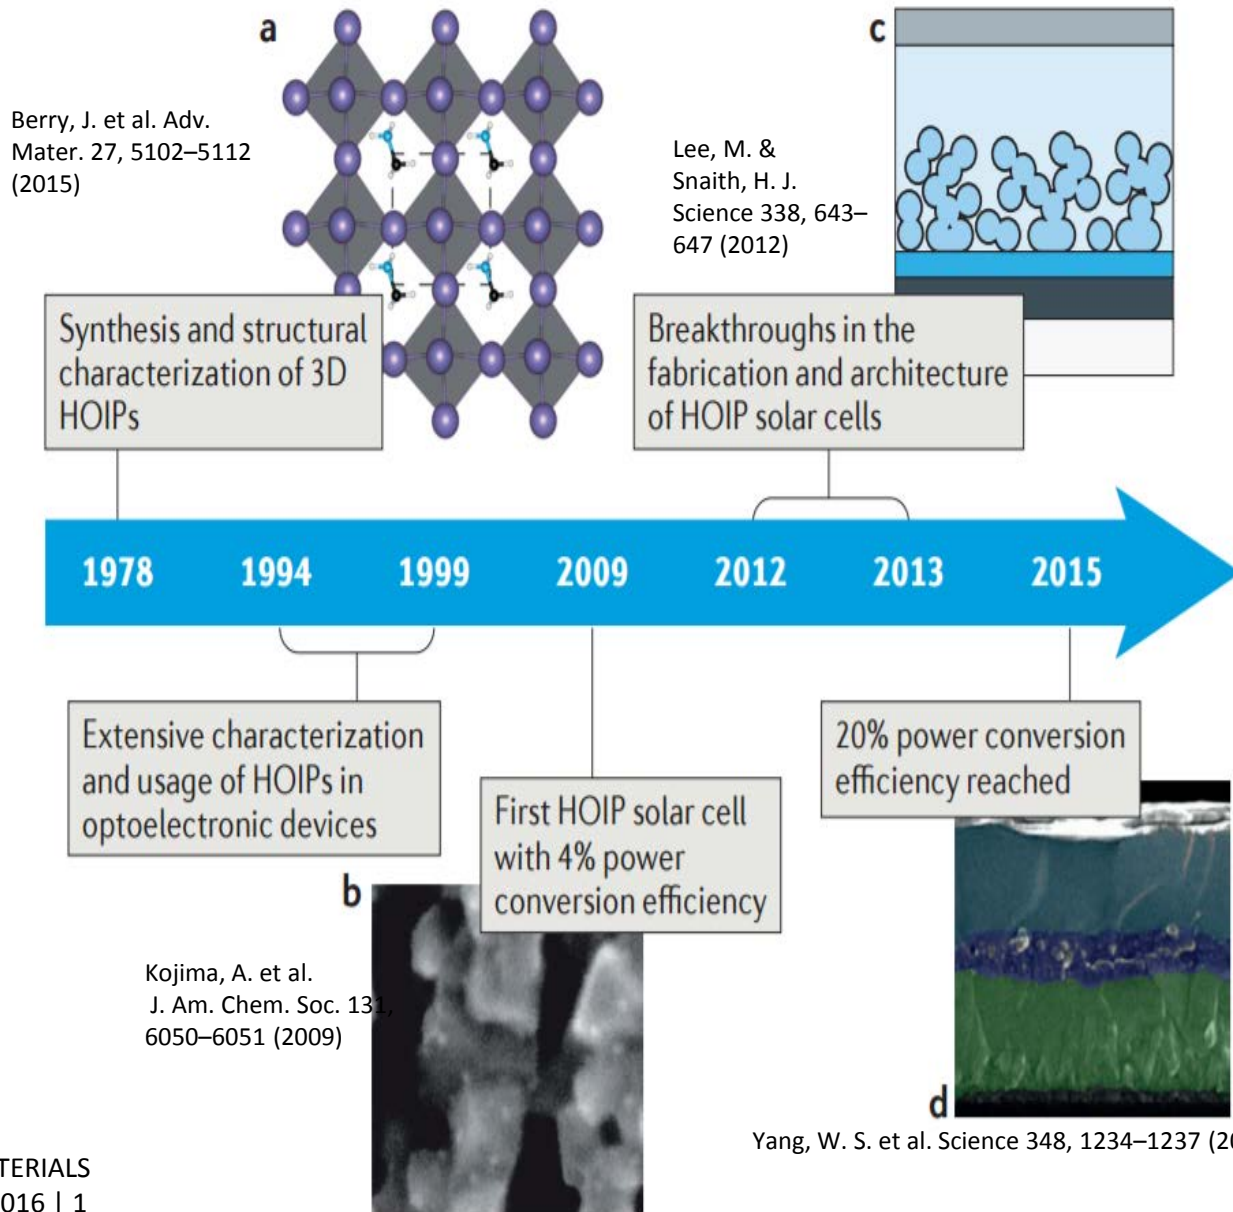 a
c
Berry, J. et al. Adv.
Mater. 27, 5102–5112
(2015)
Lee, M. &
Snaith, H. J.
Science 338, 643–
647 (2012)
Synthesis and structural
characterization of 3D
HOIPs
Breakthroughs in the
fabrication and architecture
of HOIP solar cells
1978 1994 1999 2009 2012 2013 2015
Extensive characterization
and usage of HOIPs in
optoelectronic devices
First HOIP solar cell
with 4% power
conversion efficiency
20% power conversion
efficiency reached
b
Kojima, A. et al.
J. Am. Chem. Soc. 131,
6050–6051 (2009)
d
Yang, W. S. et al. Science 348, 1234–1237 (20
TERIALS
016 | 1